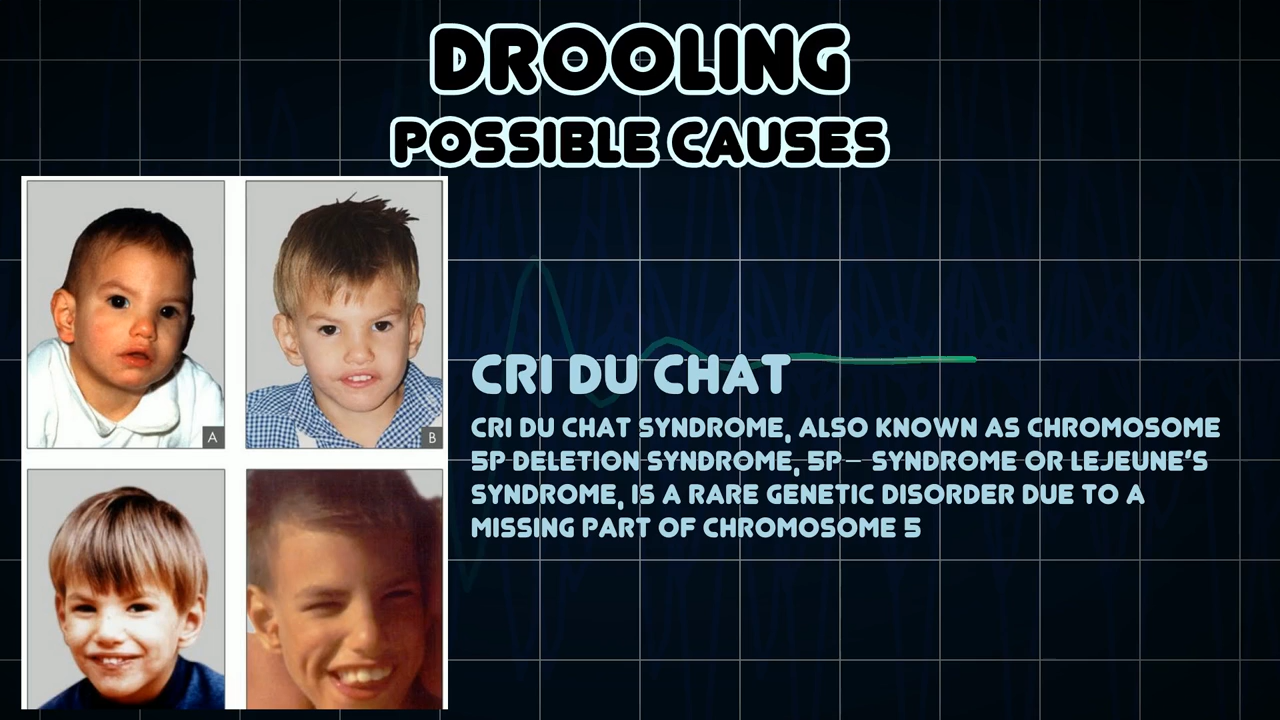 DROOLING
POSSIBLE CAUSES
A
B
CRI DU CHAT
CRI DU CHAT SYNDROME, ALSO KNOWN AS CHROMOSOME
5P DELETION SYNDROME, 5P− SYNDROME OR LEJEUNE'S
SYNDROME, IS A RARE GENETIC DISORDER DUE TO A
MISSING PART OF CHROMOSOME 5